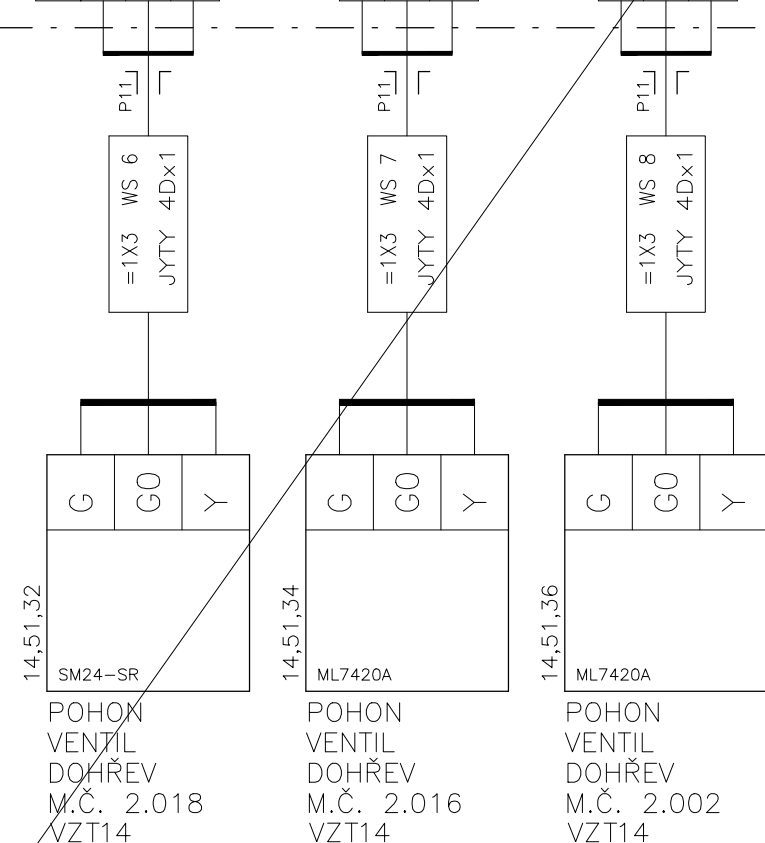 P11
=1X3 WS 6
JYTY 4Dx1
G
G0
Y
14,51,32
SM24-SR
POHON
VENTIL
DOHŘEV
M.Č. 2.018
VZT14
P11
=1X3 WS 7
JYTY 4Dx1
G
G0
Y
14,51,34
ML7420A
POHON
VENTIL
DOHŘEV
M.Č. 2.016
VZT14
P11
=1X3 WS 8
JYTY 4Dx1
G
G0
Y
14,51,36
ML7420A
POHON
VENTIL
DOHŘEV
M.Č. 2.002
VZT14